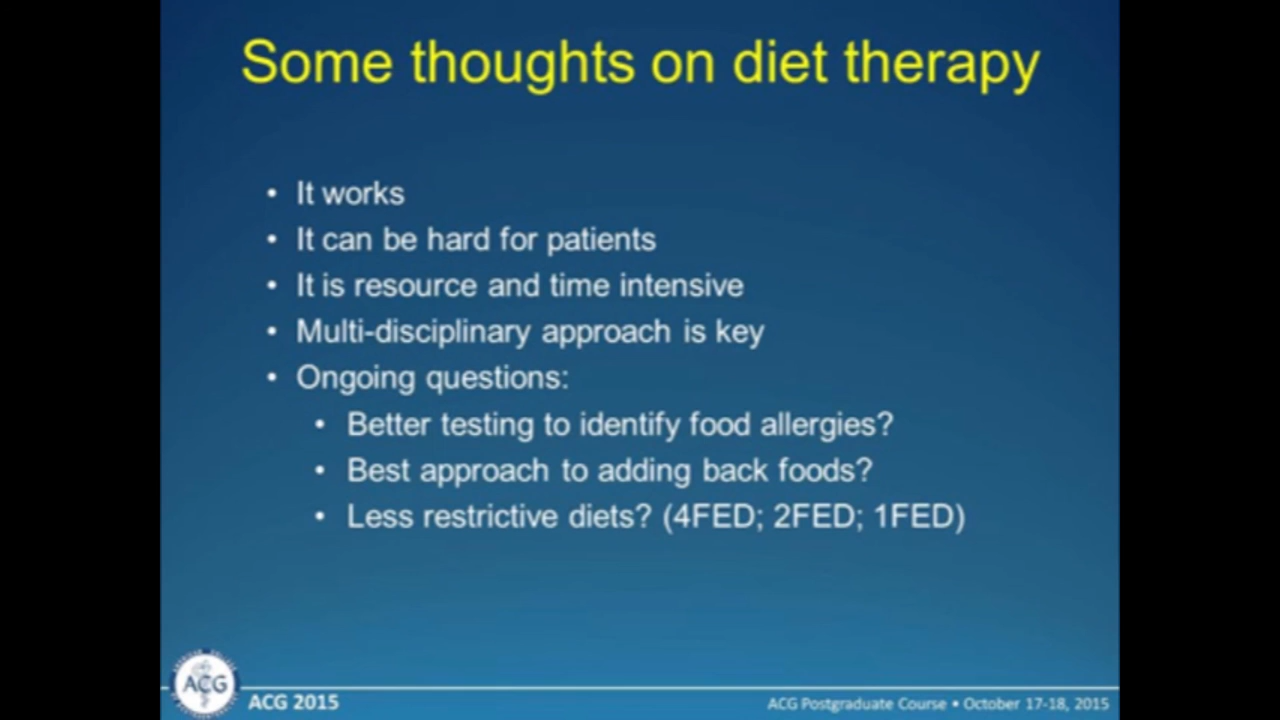 Some thoughts on diet therapy
• It works
• It can be hard for patients
• It is resource and time intensive
• Multi-disciplinary approach is key
• Ongoing questions:
• Better testing to identify food allergies?
• Best approach to adding back foods?
• Less restrictive diets? (4FED; 2FED; 1FED)
ACG
ACG 2015
ACG Postgraduate Course • October 17-18, 2015